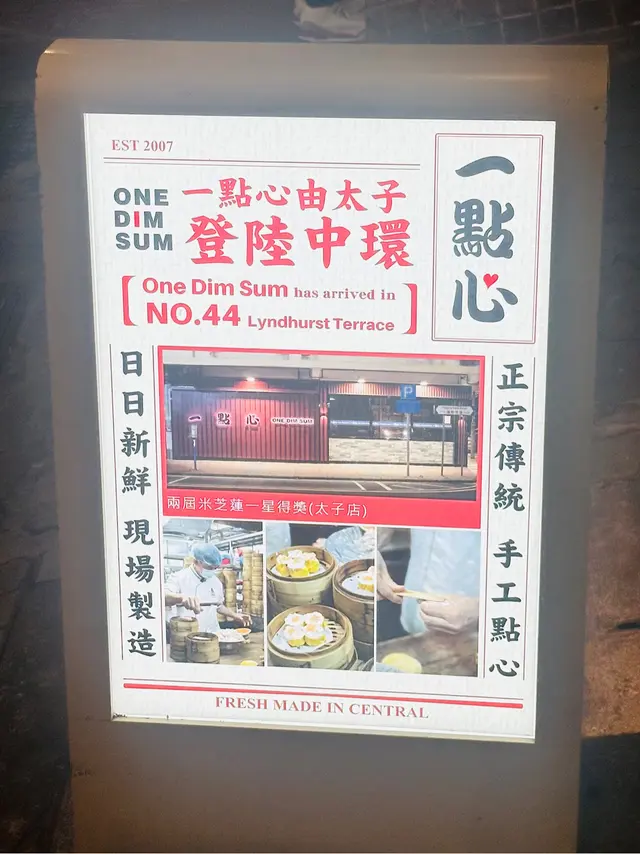 EST 2007
一點心
ONE
DIM
SUM
一點心由太子
登陸中環
One Dim Sum has arrived in
NO.44 Lyndhurst Terrace
日日新鮮 現場製造
一點心 ONE DIM SUM
P
兩屆米芝蓮一星得獎(太子店)
正宗傳統 手工點心
FRESH MADE IN CENTRAL